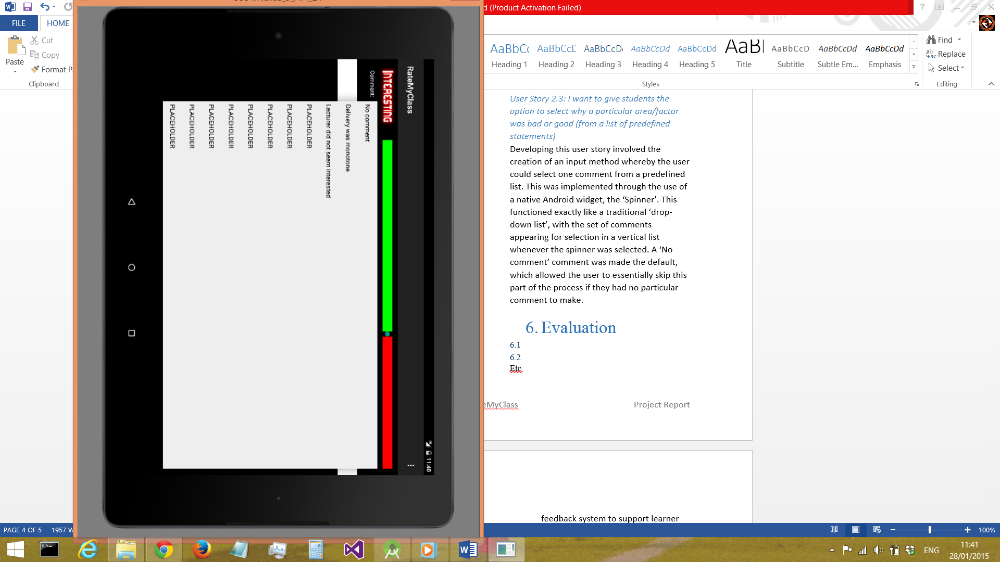 d (Product Activation Failed)
FILE
HOME
Cut
Copy
Format P
Paste
Clipboard
AaBbCc
Heading 1
AaBbCcD
Heading 2
AaBbCcDd
Heading 3
AaBbCcDd
Heading 4
AaBbCcDd
Heading 5
AaBb
Title
AaBbCcD
Subtitle
AaBbCcDd
Subtle Em...
AaBbCcDd
Emphasis
Styles
Find
Replace
Select
Editing
11:40
RateMyClass
INTERESTING
Comment:
No comment
Delivery was monotone
Lecturer did not seem interested
PLACEHOLDER
PLACEHOLDER
PLACEHOLDER
PLACEHOLDER
PLACEHOLDER
PLACEHOLDER
PLACEHOLDER
PLACEHOLDER
User Story 2.3: I want to give students the
option to select why a particular area/factor
was bad or good (from a list of predefined
statements)
Developing this user story involved the
creation of an input method whereby the user
could select one comment from a predefined
list. This was implemented through the use of
a native Android widget, the ‘Spinner’. This
functioned exactly like a traditional ‘drop-
down list’, with the set of comments
appearing for selection in a vertical list
whenever the spinner was selected. A ‘No
comment’ comment was made the default,
which allowed the user to essentially skip this
part of the process if they had no particular
comment to make.
6. Evaluation
6.1
6.2
Etc
eMyClass
Project Report
feedback system to support learner
PAGE 4 OF 5
1957 W
100%
ENG
11:41
28/01/2015